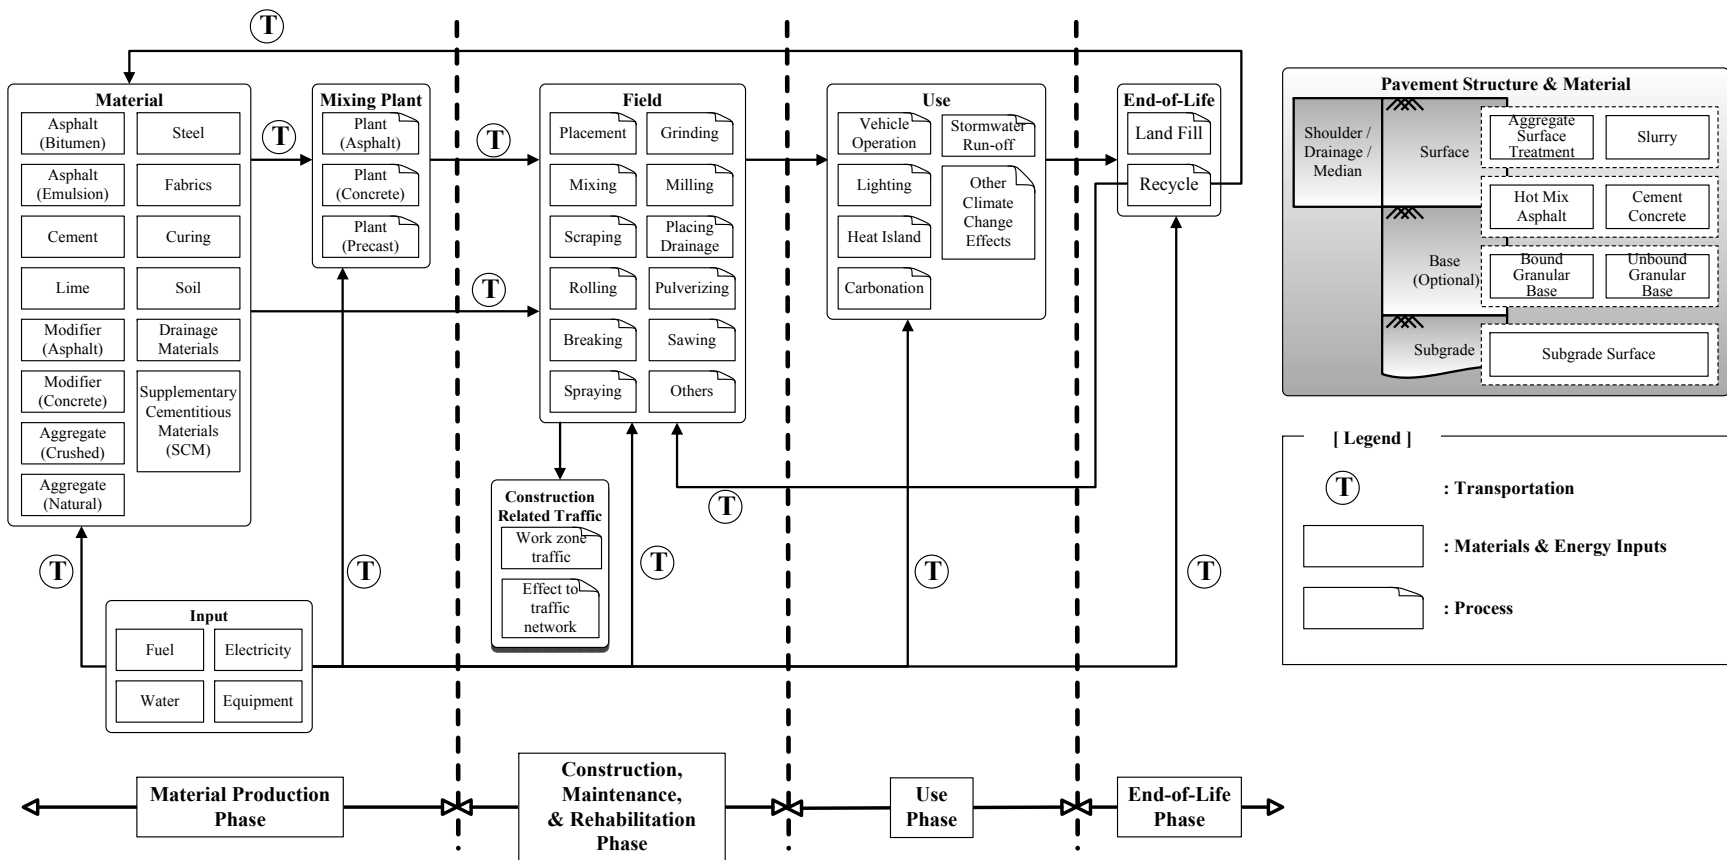 T
Material
Asphalt
(Bitumen)
Steel
Asphalt
(Emulsion)
Fabrics
Cement
Curing
Lime
Soil
Modifier
(Asphalt)
Drainage
Materials
Modifier
(Concrete)
Supplementary
Cementitious
Materials
(SCM)
Aggregate
(Crushed)
Aggregate
(Natural)
T
T
Mixing Plant
Plant
(Asphalt)
Plant
(Concrete)
Plant
(Precast)
T
T
Field
Placement
Grinding
Mixing
Milling
Scraping
Placing
Drainage
Rolling
Pulverizing
Breaking
Sawing
Spraying
Others
Construction
Related Traffic
Work zone
traffic
Effect to
traffic
network
T
T
T
T
T
Use
Vehicle
Operation
Stormwater
Run-off
Lighting
Other
Climate
Change
Effects
Heat Island
Carbonation
End-of-Life
Land Fill
Recycle
Input
Fuel
Electricity
Water
Equipment
Material Production
Phase
Construction,
Maintenance,
& Rehabilitation
Phase
Use
Phase
End-of-Life
Phase
Pavement Structure & Material
Shoulder /
Drainage /
Median
Surface
Aggregate
Surface
Treatment
Slurry
Hot Mix
Asphalt
Cement
Concrete
Base
(Optional)
Bound
Granular
Base
Unbound
Granular
Base
Subgrade
Subgrade Surface
[ Legend ]
T : Transportation
: Materials & Energy Inputs
: Process